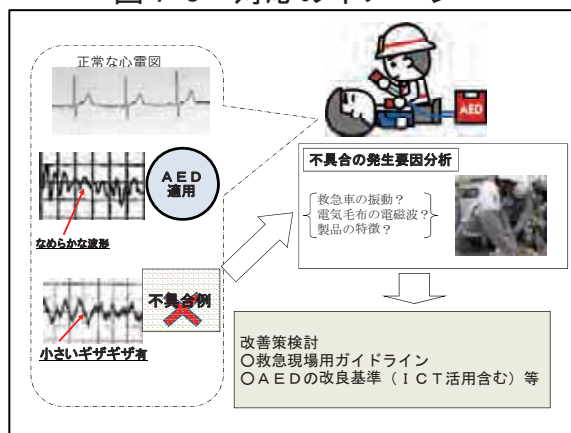 正常な心電図
AED
AED
適用
なめらかな波形
不具合例
小さいギザギザ有
不具合の発生要因分析
救急車の振動?
電気毛布の電磁波?
製品の特徴?
改善策検討
○救急現場用ガイドライン
○AEDの改良基準(ICT活用含む)等